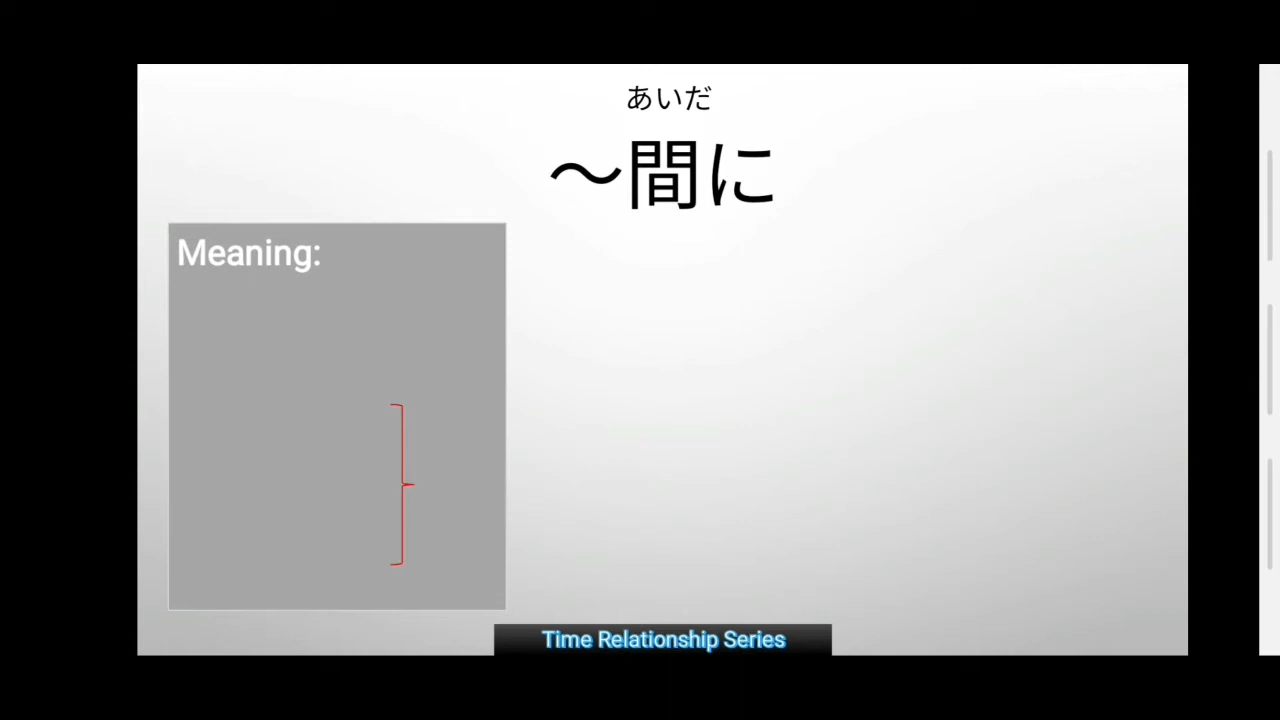 あいだ
～間に
Meaning:
Time Relationship Series